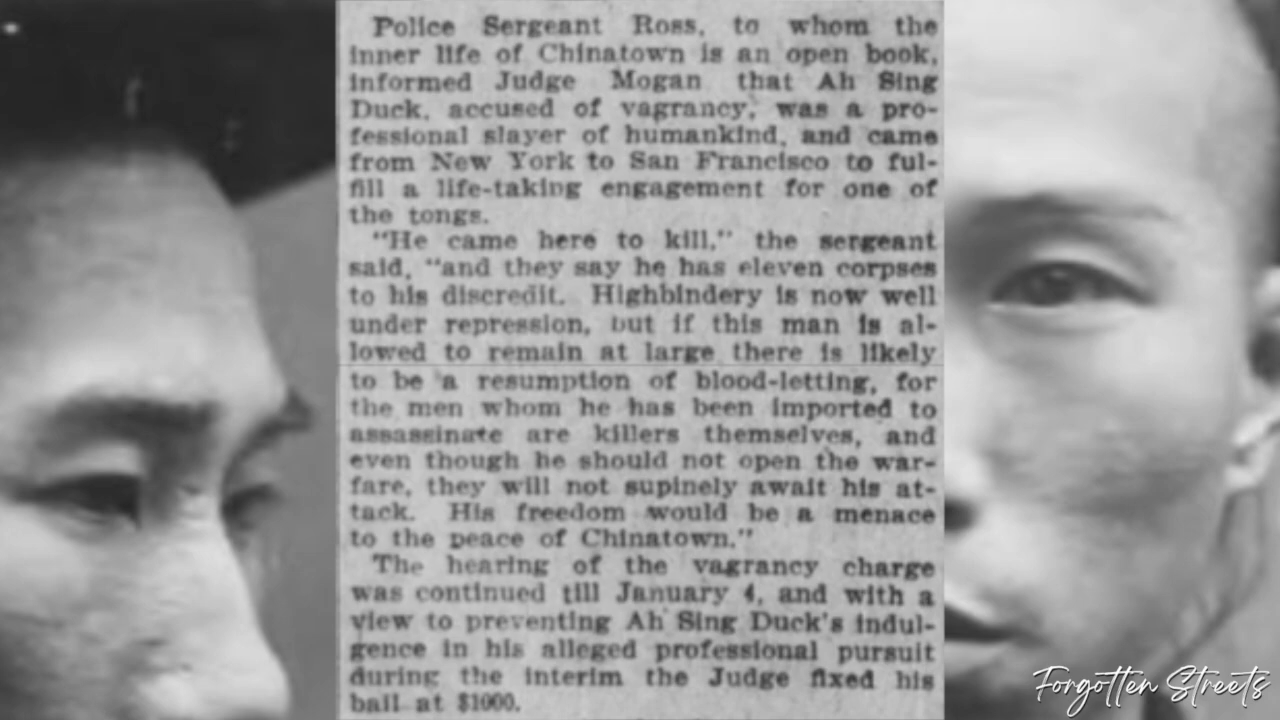 Police Sergeant Ross, to whom the
inner life of Chinatown is an open book,
informed Judge Mogan that Ah Sing
Duck, accused of vagrancy, was a pro-
fessional slayer of humankind, and came
from New York to San Francisco to ful-
fill a life-taking engagement for one of
the tongs.
"He came here to kill," the sergeant
said, "and they say he has eleven corpses
to his discredit. Highbindery is now well
under repression, but if this man is al-
lowed to remain at large there is likely
to be a resumption of blood-letting, for
the men whom he has been imported to
assassinate are killers themselves, and
even though he should not open the war-
fare, they will not supinely await his at-
tack. His freedom would be a menace
to the peace of Chinatown."
The hearing of the vagrancy charge
was continued till January 4, and with a
view to preventing Ah Sing Duck's indul-
gence in his alleged professional pursuit
during the interim the Judge fixed his
bail at $1000.
Forgotten Streets